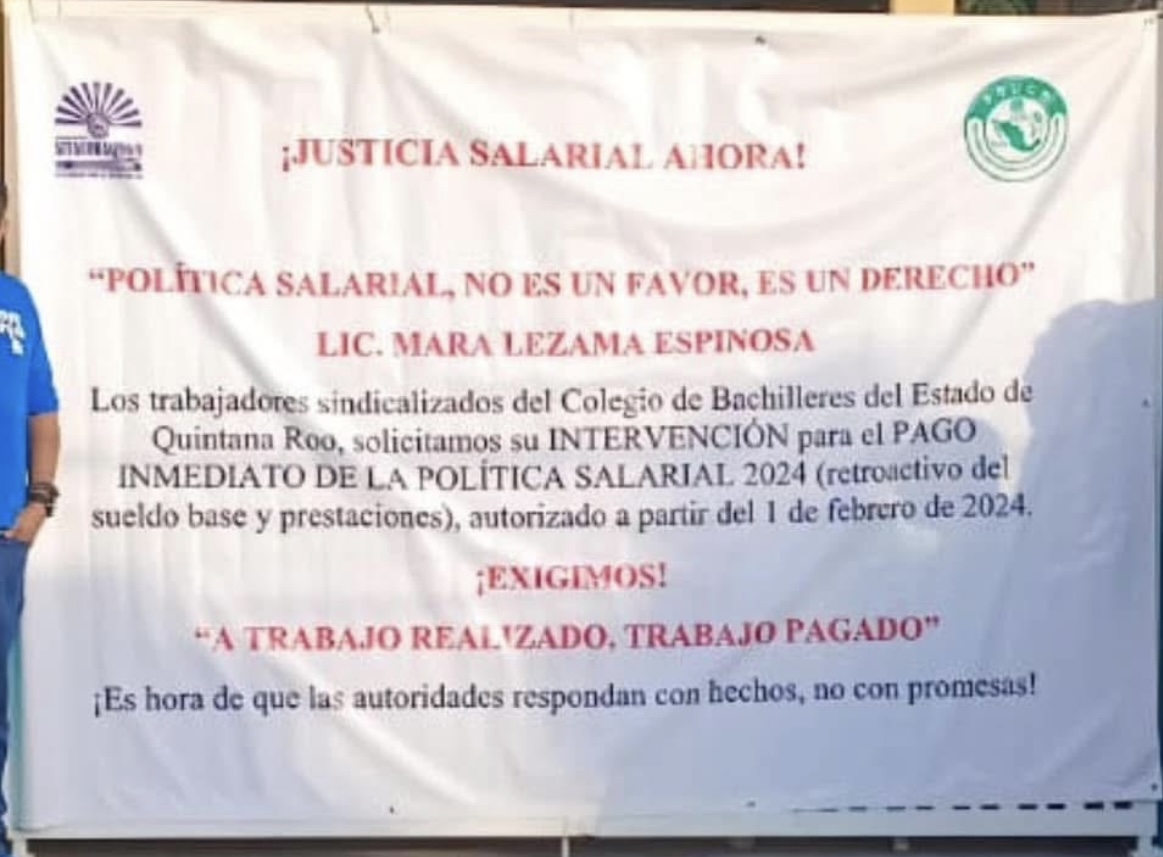 ¡JUSTICIA SALARIAL AHORA!
“POLÍTICA SALARIAL, NO ES UN FAVOR, ES UN DERECHO”
LIC. MARA LEZAMA ESPINOSA
Los trabajadores sindicalizados del Colegio de Bachilleres del Estado de
Quintana Roo, solicitamos su INTERVENCIÓN para el PAGO
INMEDIATO DE LA POLÍTICA SALARIAL 2024 (retroactivo del
sueldo base y prestaciones), autorizado a partir del 1 de febrero de 2024.
¡EXIGIMOS!
“A TRABAJO REALIZADO, TRABAJO PAGADO”
¡Es hora de que las autoridades respondan con hechos, no con promesas!